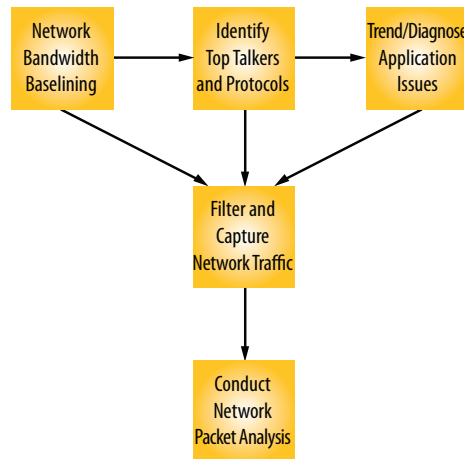 Network
Bandwidth
Baselining
Identify
Top Talkers
and Protocols
Trend/Diagnose
Application
Issues
Filter and
Capture
Network Traffic
Conduct
Network
Packet Analysis